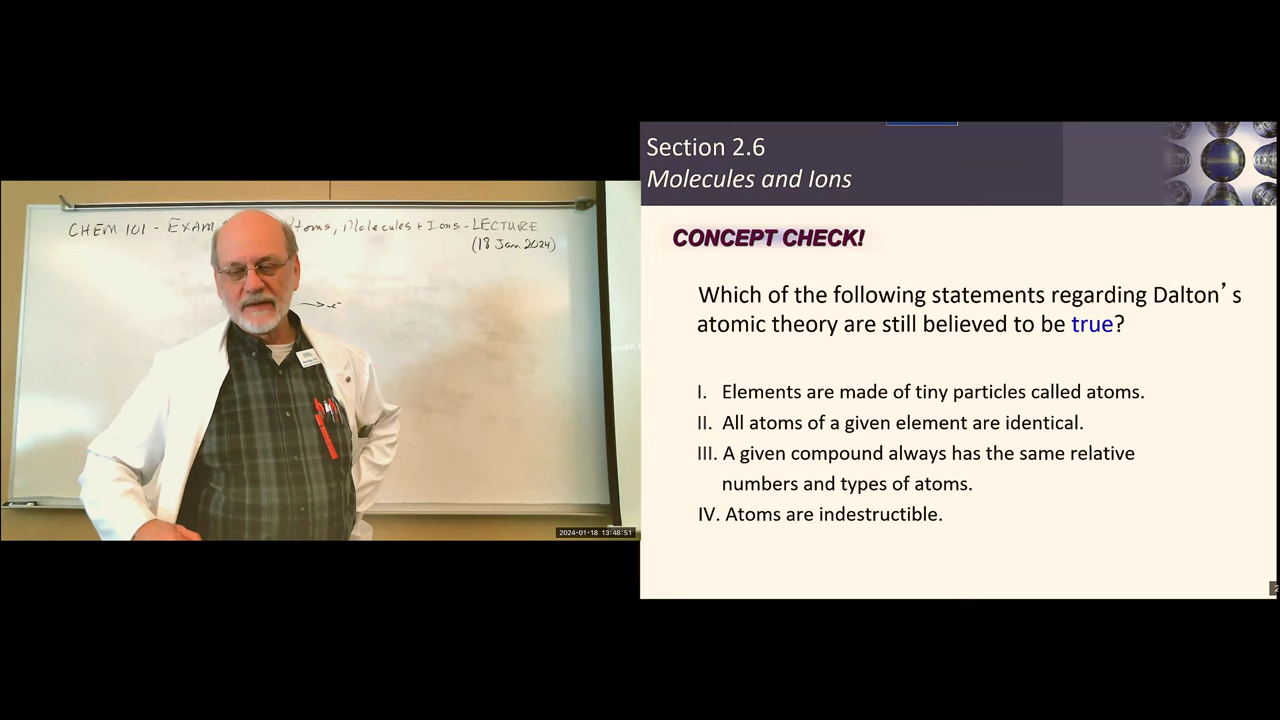 CHEM 101 - EXAM toms, Molecules + Ions - LECTURE
(18 Jan 2024)
→ e-
2024-01-18 13:48:51
Section 2.6
Molecules and Ions
CONCEPT CHECK!
Which of the following statements regarding Dalton's
atomic theory are still believed to be true?
I. Elements are made of tiny particles called atoms.
II. All atoms of a given element are identical.
III. A given compound always has the same relative
numbers and types of atoms.
IV. Atoms are indestructible.
2